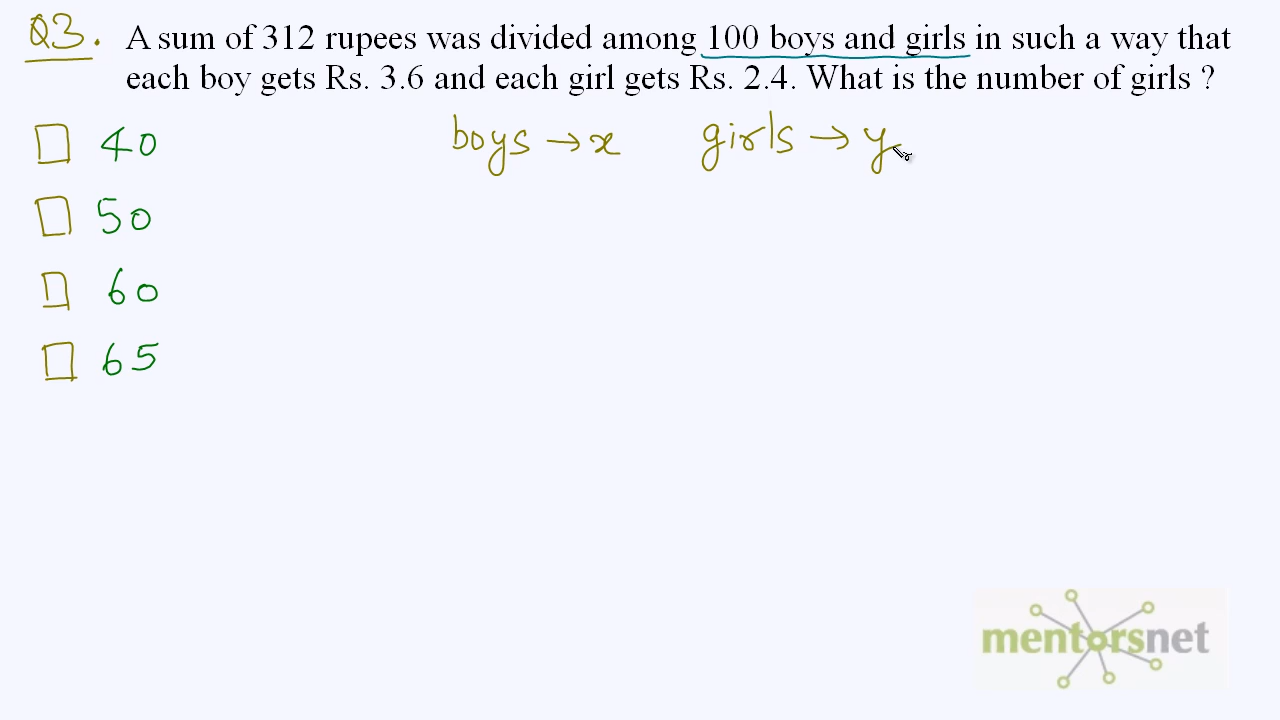 Q3. A sum of 312 rupees was divided among 100 boys and girls in such a way that
each boy gets Rs. 3.6 and each girl gets Rs. 2.4. What is the number of girls ?
40
boys → x girls → y
50
60
65
mentorsnet